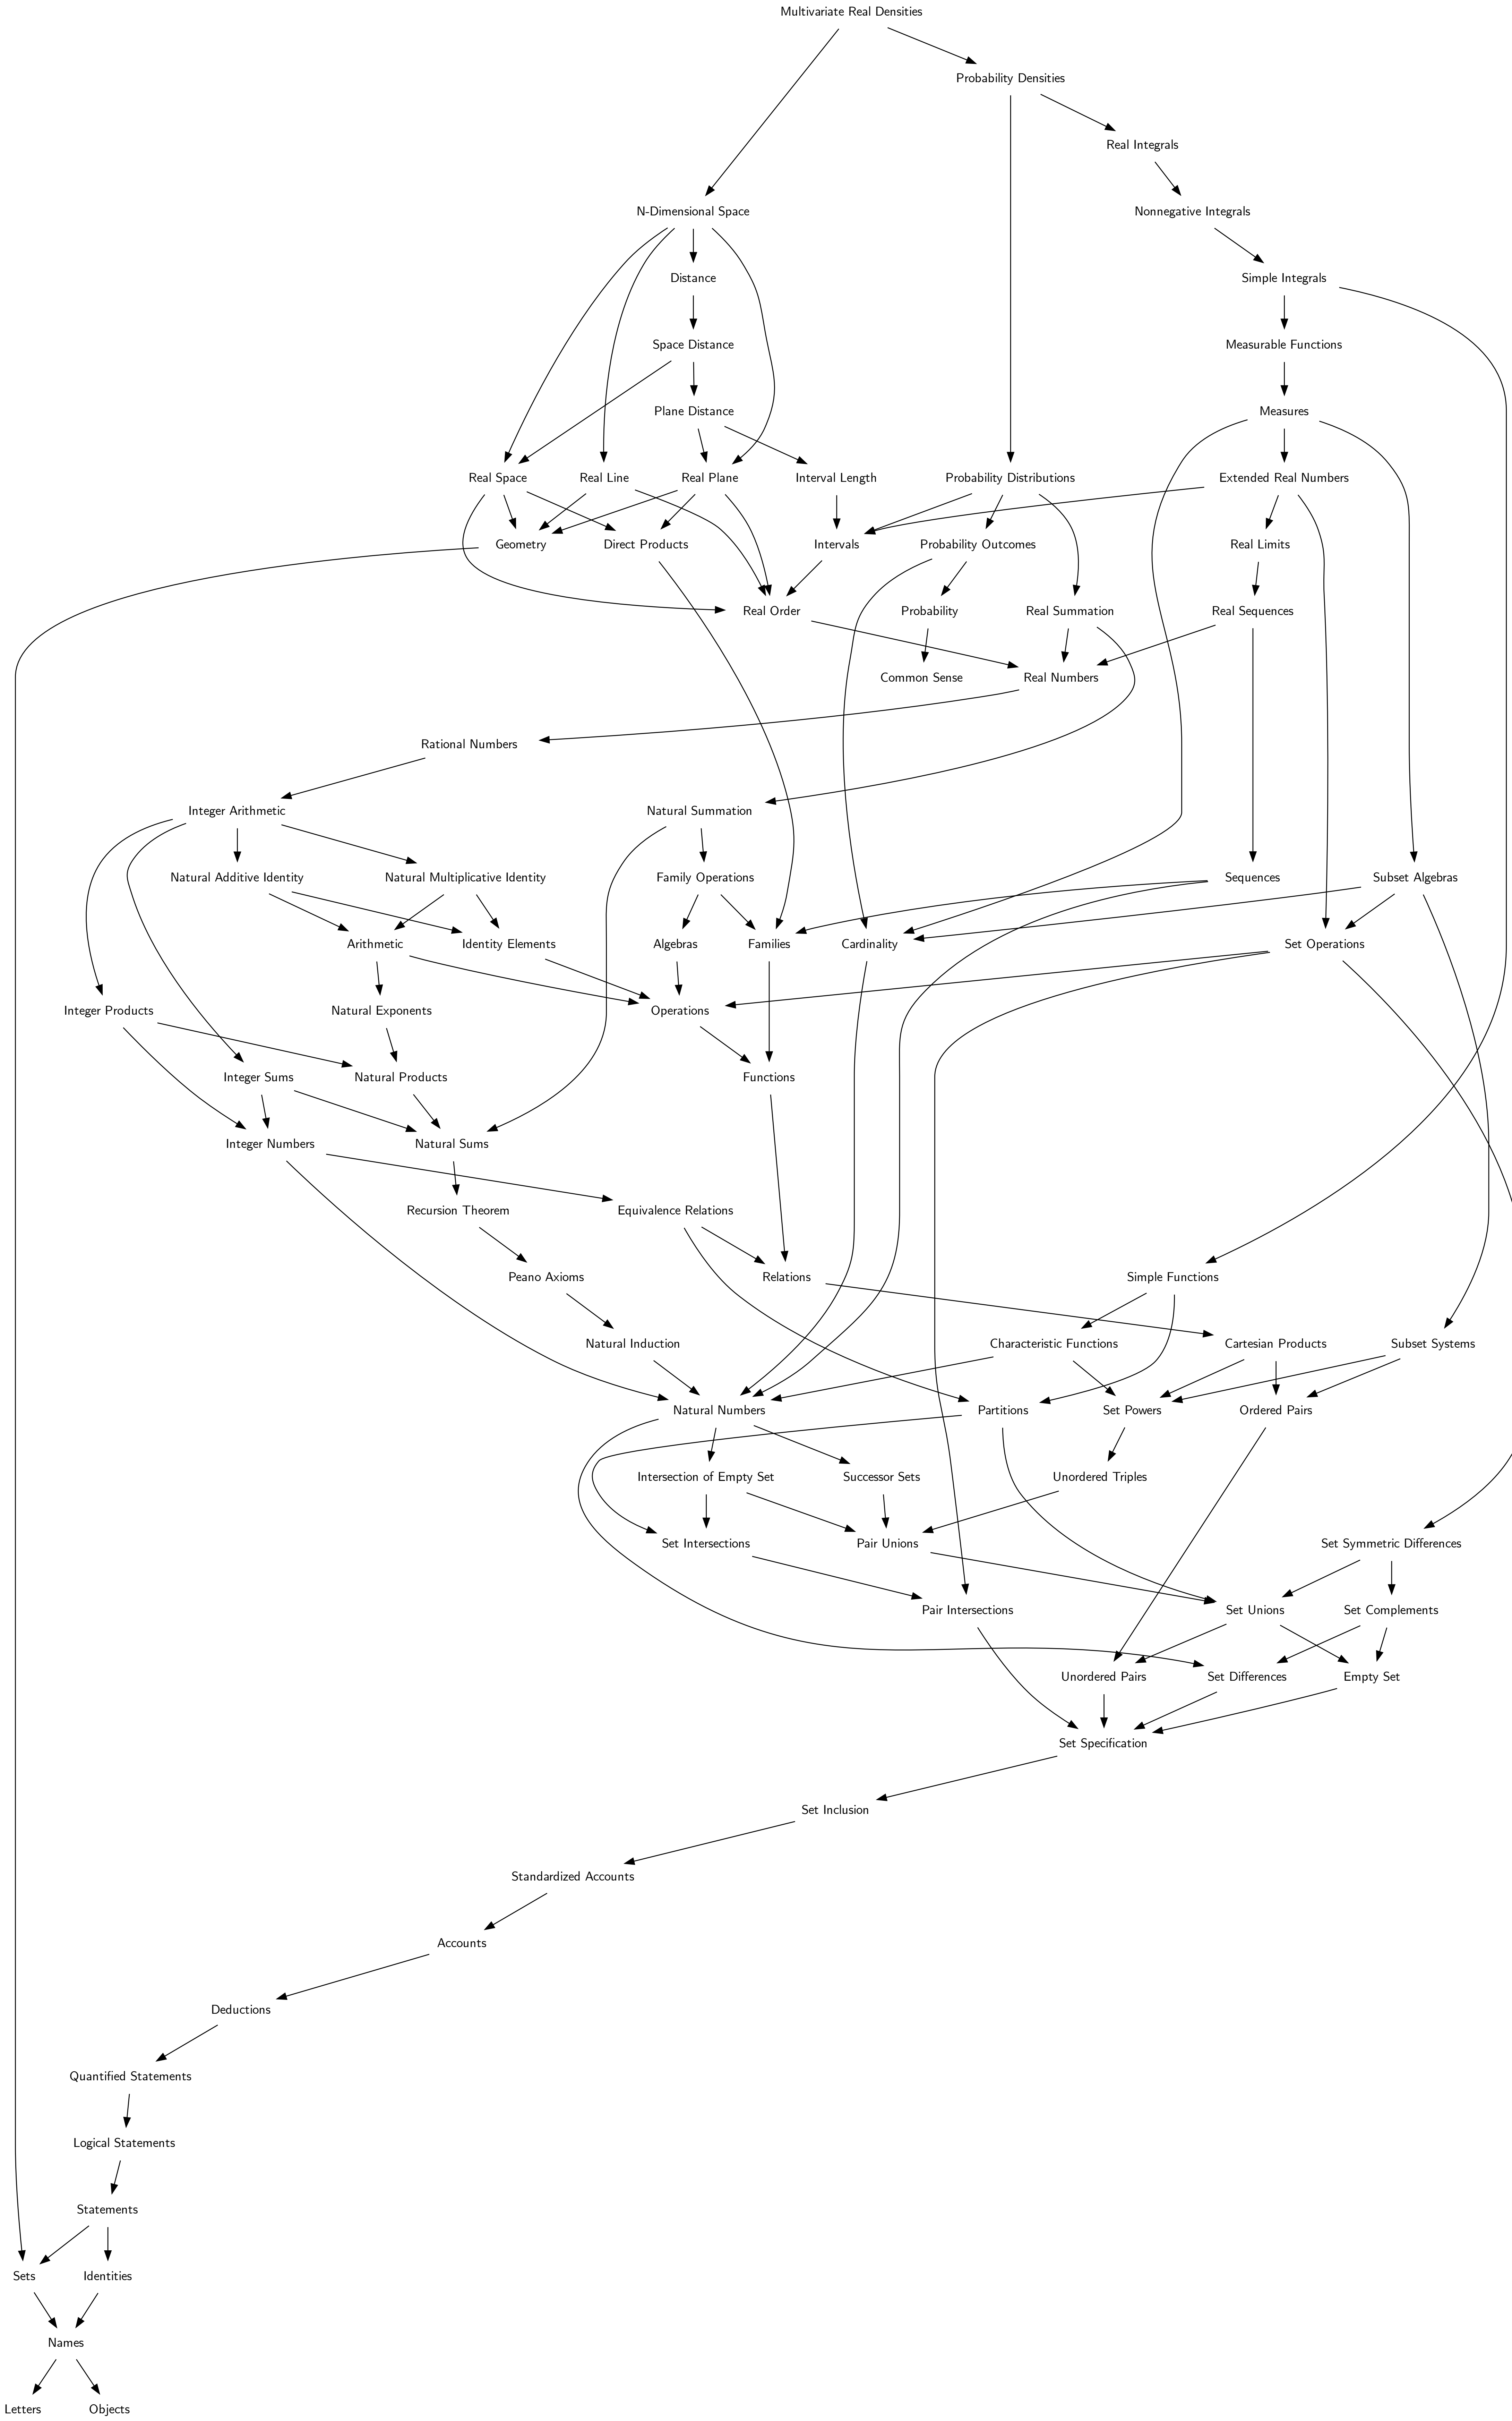 Multivariate Real Densities
Probability Densities
Real Integrals
N-Dimensional Space
Nonnegative Integrals
Distance
Simple Integrals
Space Distance
Measurable Functions
Plane Distance
Measures
Real Space
Real Line
Real Plane
Interval Length
Probability Distributions
Extended Real Numbers
Geometry
Direct Products
Intervals
Probability Outcomes
Real Limits
Real Order
Probability
Real Summation
Real Sequences
Common Sense
Real Numbers
Rational Numbers
Integer Arithmetic
Natural Summation
Natural Additive Identity
Natural Multiplicative Identity
Family Operations
Sequences
Subset Algebras
Arithmetic
Identity Elements
Algebras
Families
Cardinality
Set Operations
Integer Products
Natural Exponents
Operations
Integer Sums
Natural Products
Functions
Integer Numbers
Natural Sums
Recursion Theorem
Equivalence Relations
Peano Axioms
Relations
Simple Functions
Natural Induction
Characteristic Functions
Cartesian Products
Subset Systems
Natural Numbers
Partitions
Set Powers
Ordered Pairs
Intersection of Empty Set
Successor Sets
Unordered Triples
Set Intersections
Pair Unions
Set Symmetric Differences
Pair Intersections
Set Unions
Set Complements
Unordered Pairs
Set Differences
Empty Set
Set Specification
Set Inclusion
Standardized Accounts
Accounts
Deductions
Quantified Statements
Logical Statements
Statements
Sets
Identities
Names
Letters
Objects